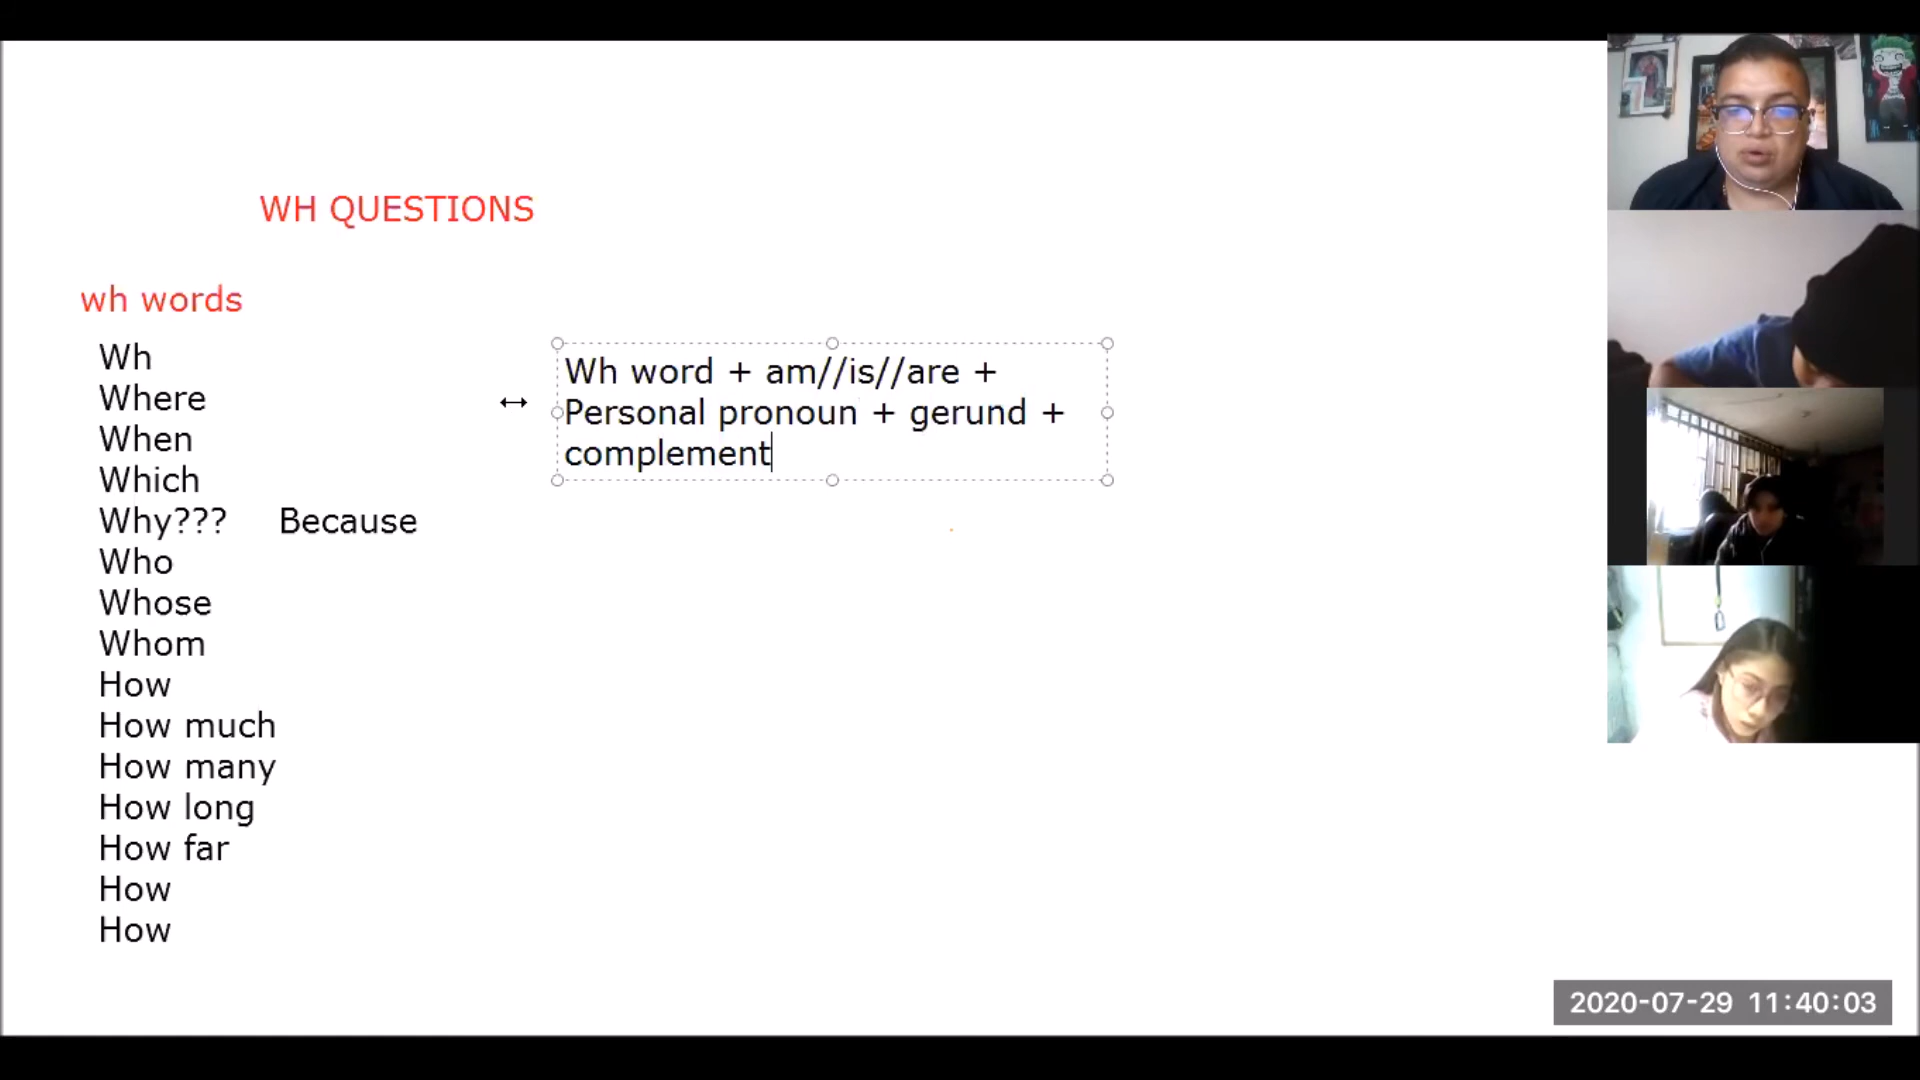 WH QUESTIONS
wh words
Wh
Where
When
Which
Why??? Because
Who
Whose
Whom
How
How much
How many
How long
How far
How
How
Wh word + am//is//are +
Personal pronoun + gerund +
complement
2020-07-29 11:40:03